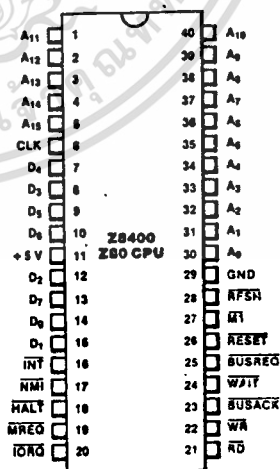 A11 1 40 A10
A12 2 39 A9
A13 3 38 A8
A14 4 37 A7
A15 5 36 A6
CLK 6 35 A5
D4 7 34 A4
D3 8 33 A3
D5 9 32 A2
D6 10 31 A1
+5 V 11 Z8400 30 A0
D2 12 Z80 CPU 29 GND
D7 13 28 RFSH
D0 14 27 M1
D1 15 26 RESET
INT 16 25 BUSREQ
NMI 17 24 WAIT
HALT 18 23 BUSACK
MREQ 19 22 WR
IORQ 20 21 RD